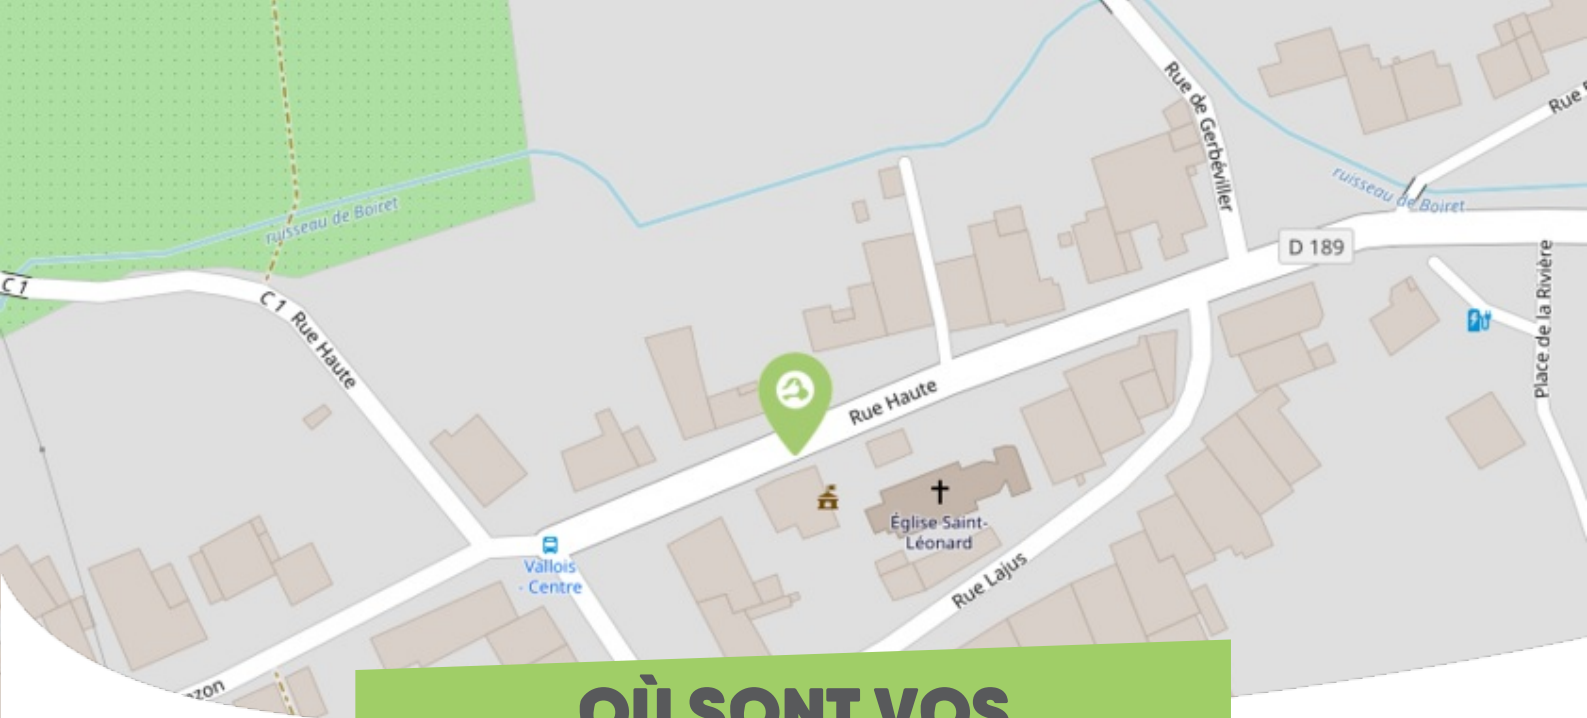 Rue de Gerbéviller
Rue
ruisseau de Boiret
ruisseau de Boiret
D 189
Place de la Rivière
C 1
C 1
Rue Haute
Rue Haute
Église Saint-
Léonard
Vallois
- Centre
Rue Lajus
OÙ SONT VOS